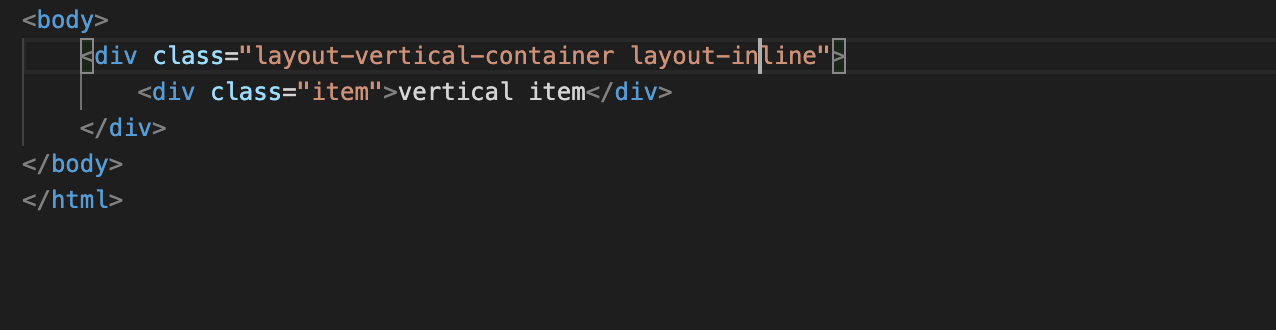 <body>
<div class="layout-vertical-container layout-inline">
<div class="item">vertical item</div>
</div>
</body>
</html>